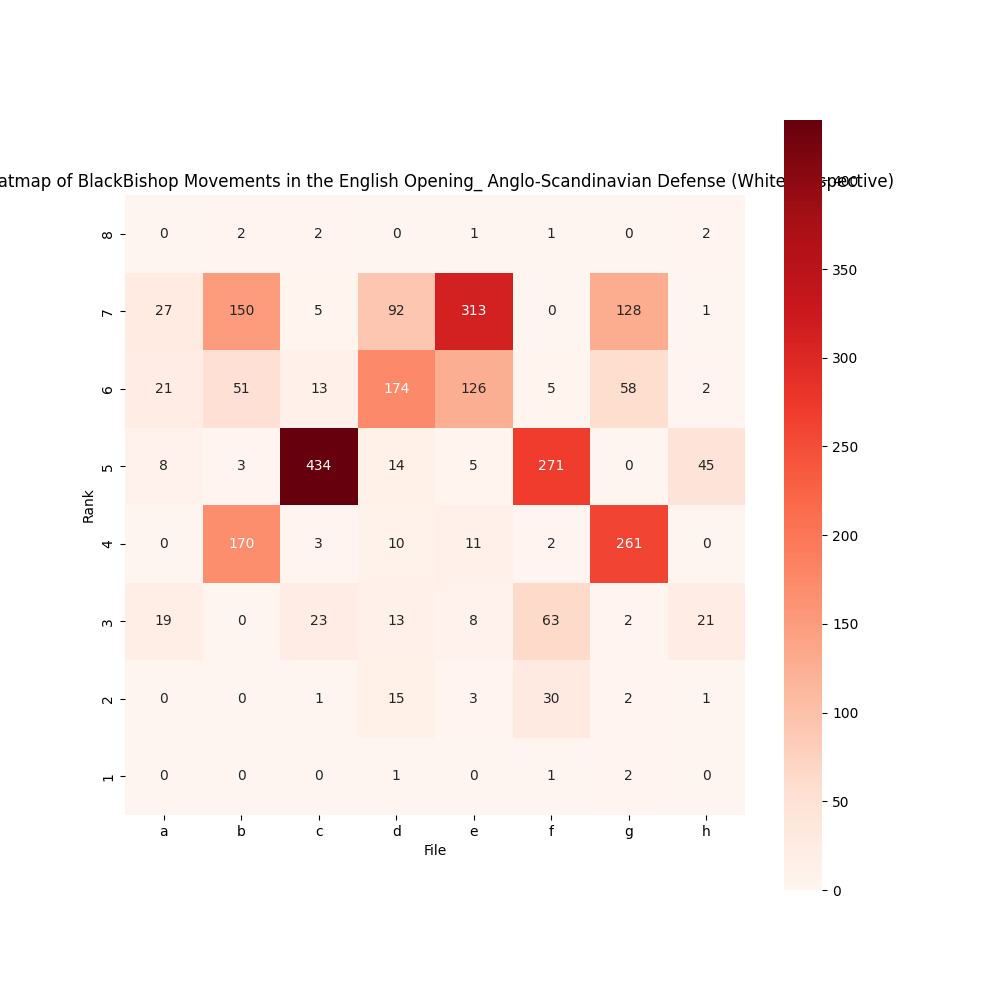 atmap of BlackBishop Movements in the English Opening_ Anglo-Scandinavian Defense (White spective)
8 0 2 2 0 1 1 0 2
7 27 150 5 92 313 0 128 1
6 21 51 13 174 126 5 58 2
5 8 3 434 14 5 271 0 45
4 0 170 3 10 11 2 261 0
3 19 0 23 13 8 63 2 21
2 0 0 1 15 3 30 2 1
1 0 0 0 1 0 1 2 0
a b c d e f g h
File
Rank
400
350
300
250
200
150
100
50
0